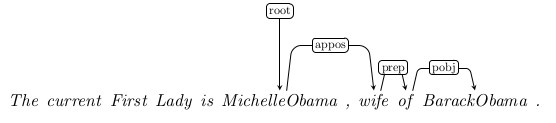 root
appos
prep
pobj
The current First Lady is MichelleObama , wife of BarackObama .